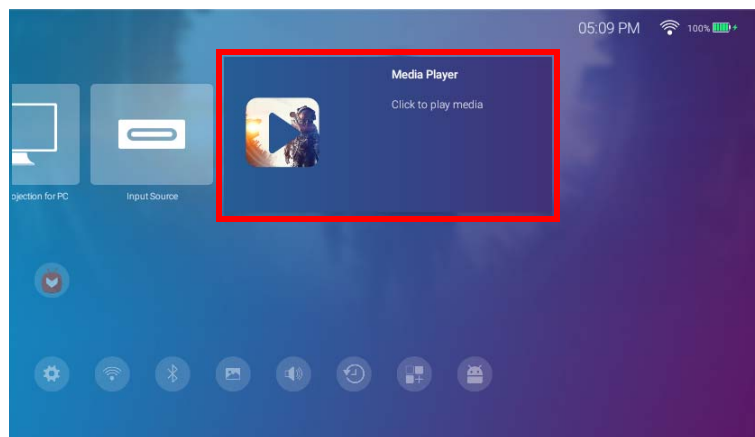 05:09 PM 100%
Media Player
Click to play media
ojection for PC
Input Source